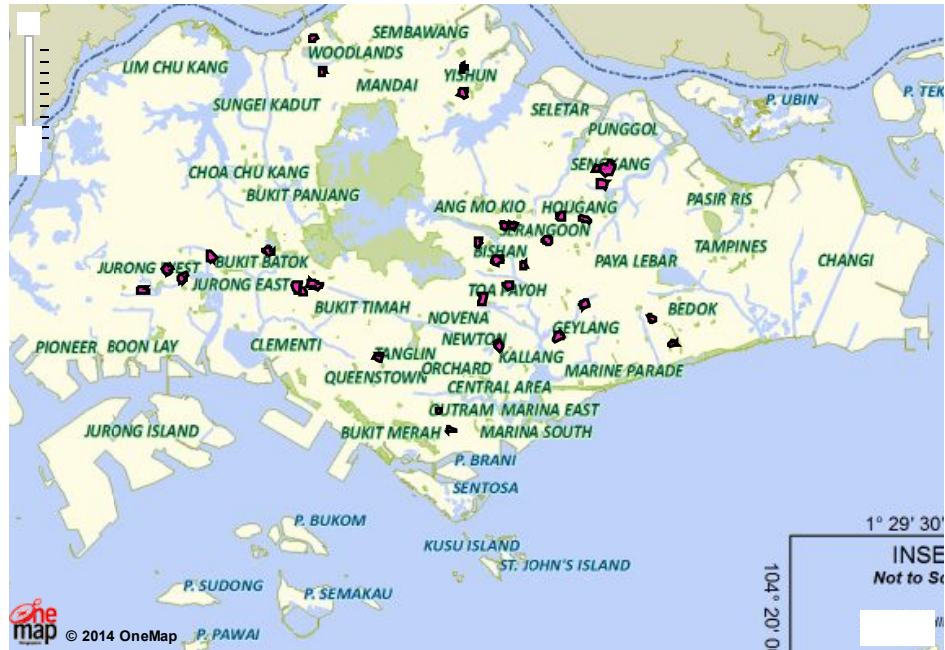 SEMBAWANG
WOODLANDS
LIM CHU KANG
YISHUN
MANDAI
P. UBIN
P. TEK
SUNGEI KADUT
SELETAR
PUNGGOL
CHOA CHU KANG
SENGKANG
BUKIT PANJANG
PASIR RIS
ANG MO KIO
HOUGANG
SERANGOON
TAMPINES
BISHAN
JURONG WEST
BUKIT BATOK
PAYA LEBAR
CHANGI
JURONG EAST
TOA PAYOH
BUKIT TIMAH
BEDOK
NOVENA
GEYLANG
PIONEER
BOON LAY
CLEMENTI
NEWTON
TANGLIN
KALLANG
ORCHARD
MARINE PARADE
QUEENSTOWN
CENTRAL AREA
OUTRAM
MARINA EAST
JURONG ISLAND
BUKIT MERAH
MARINA SOUTH
P. BRANI
SENTOSA
P. BUKOM
1° 29' 30'
KUSU ISLAND
INSE
ST. JOHN'S ISLAND
Not to Sc
104° 20' 0
P. SUDONG
P. SEMAKAU
One
map
© 2014 OneMap
P. PAWAI